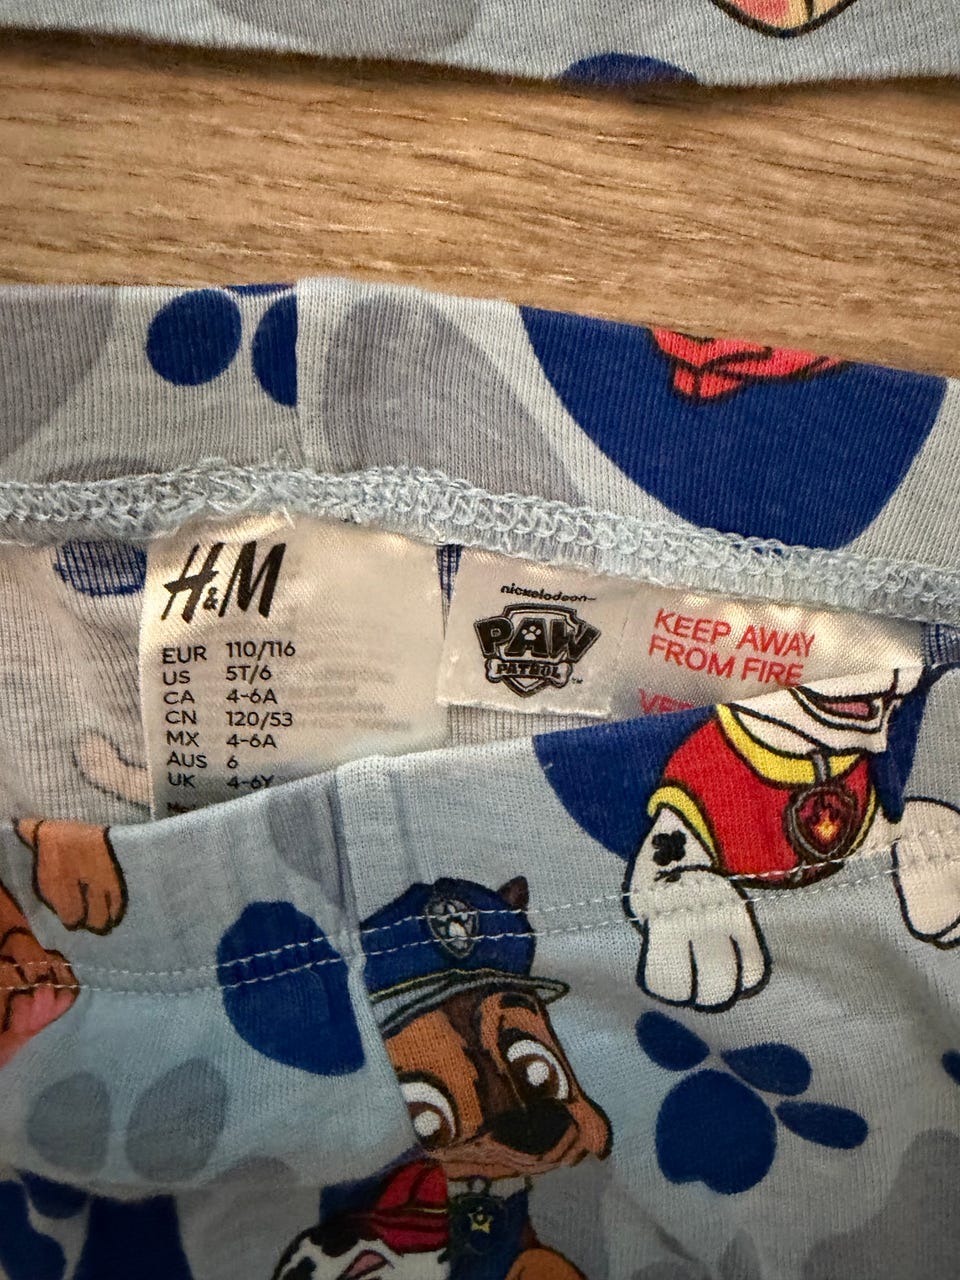 H&M
EUR 110/116
US 5T/6
CA 4-6A
CN 120/53
MX 4-6A
AUS 6
UK 4-6Y
nickelodeon
PAW
PATROL
TM
KEEP AWAY
FROM FIRE